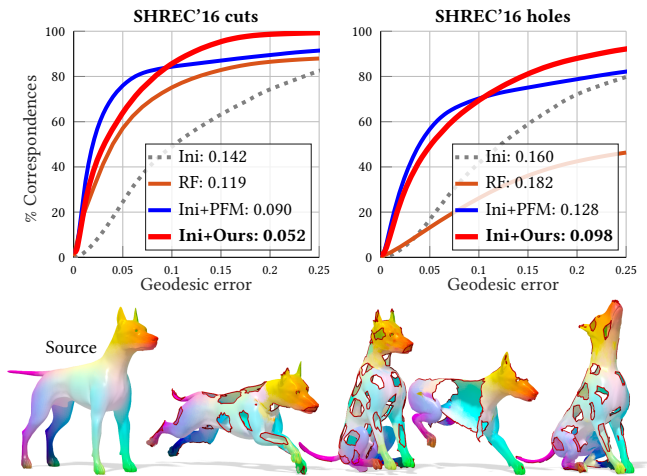 SHREC'16 cuts
% Correspondences
100
80
60
40
20
0
0
0.05
0.1
0.15
0.2
0.25
Geodesic error
Ini: 0.142
RF: 0.119
Ini+PFM: 0.090
Ini+Ours: 0.052
SHREC'16 holes
100
80
60
40
20
0
0
0.05
0.1
0.15
0.2
0.25
Geodesic error
Ini: 0.160
RF: 0.182
Ini+PFM: 0.128
Ini+Ours: 0.098
Source